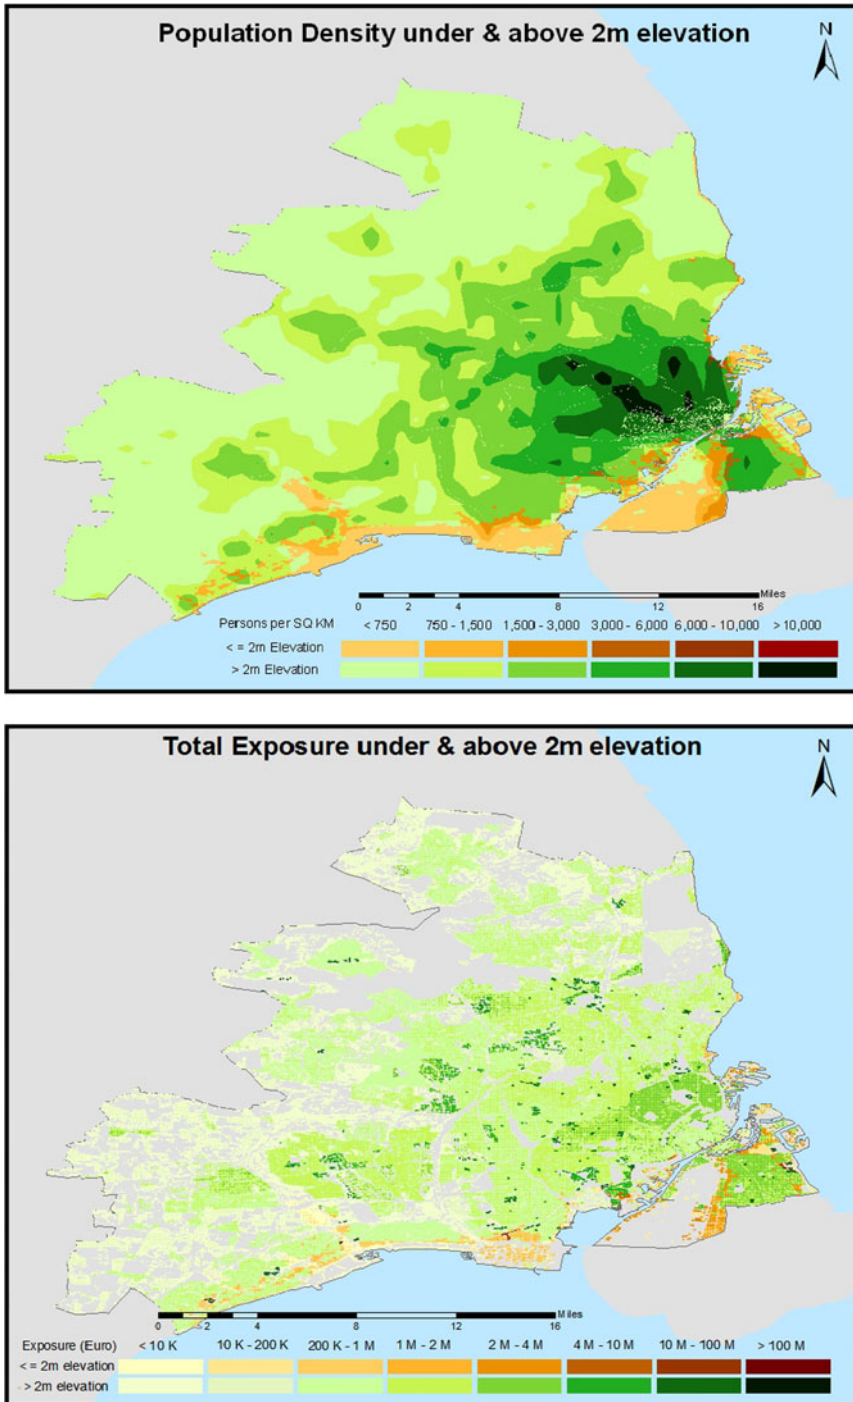 Population Density under & above 2m elevation
N
Miles
0 2 4 8 12 16
Persons per SQ KM < 750 750 - 1,500 1,500 - 3,000 3,000 - 6,000 6,000 - 10,000 > 10,000
< = 2m Elevation
> 2m Elevation
Total Exposure under & above 2m elevation
N
Miles
0 2 4 8 12 16
Exposure (Euro) < 10 K 10 K - 200 K 200 K - 1 M 1 M - 2 M 2 M - 4 M 4 M - 10 M 10 M - 100 M > 100 M
< = 2m elevation
> 2m elevation